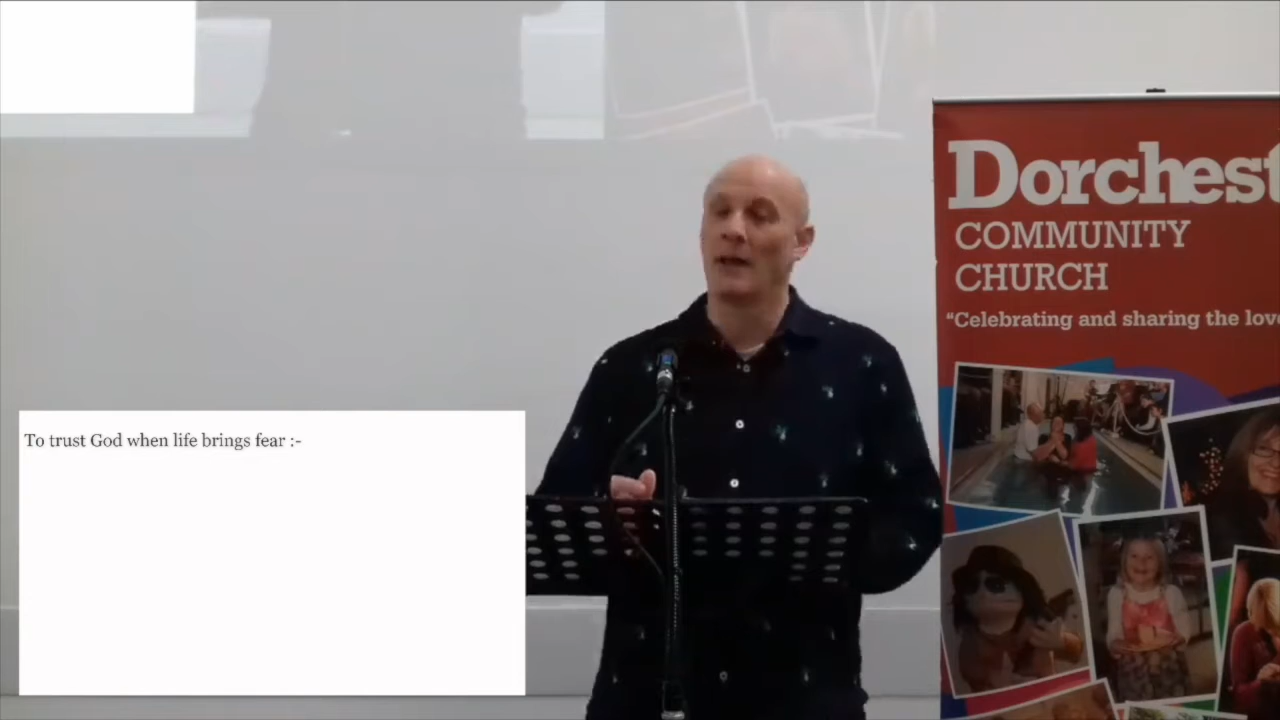 Dorchest
COMMUNITY
CHURCH
“Celebrating and sharing the love
To trust God when life brings fear :-